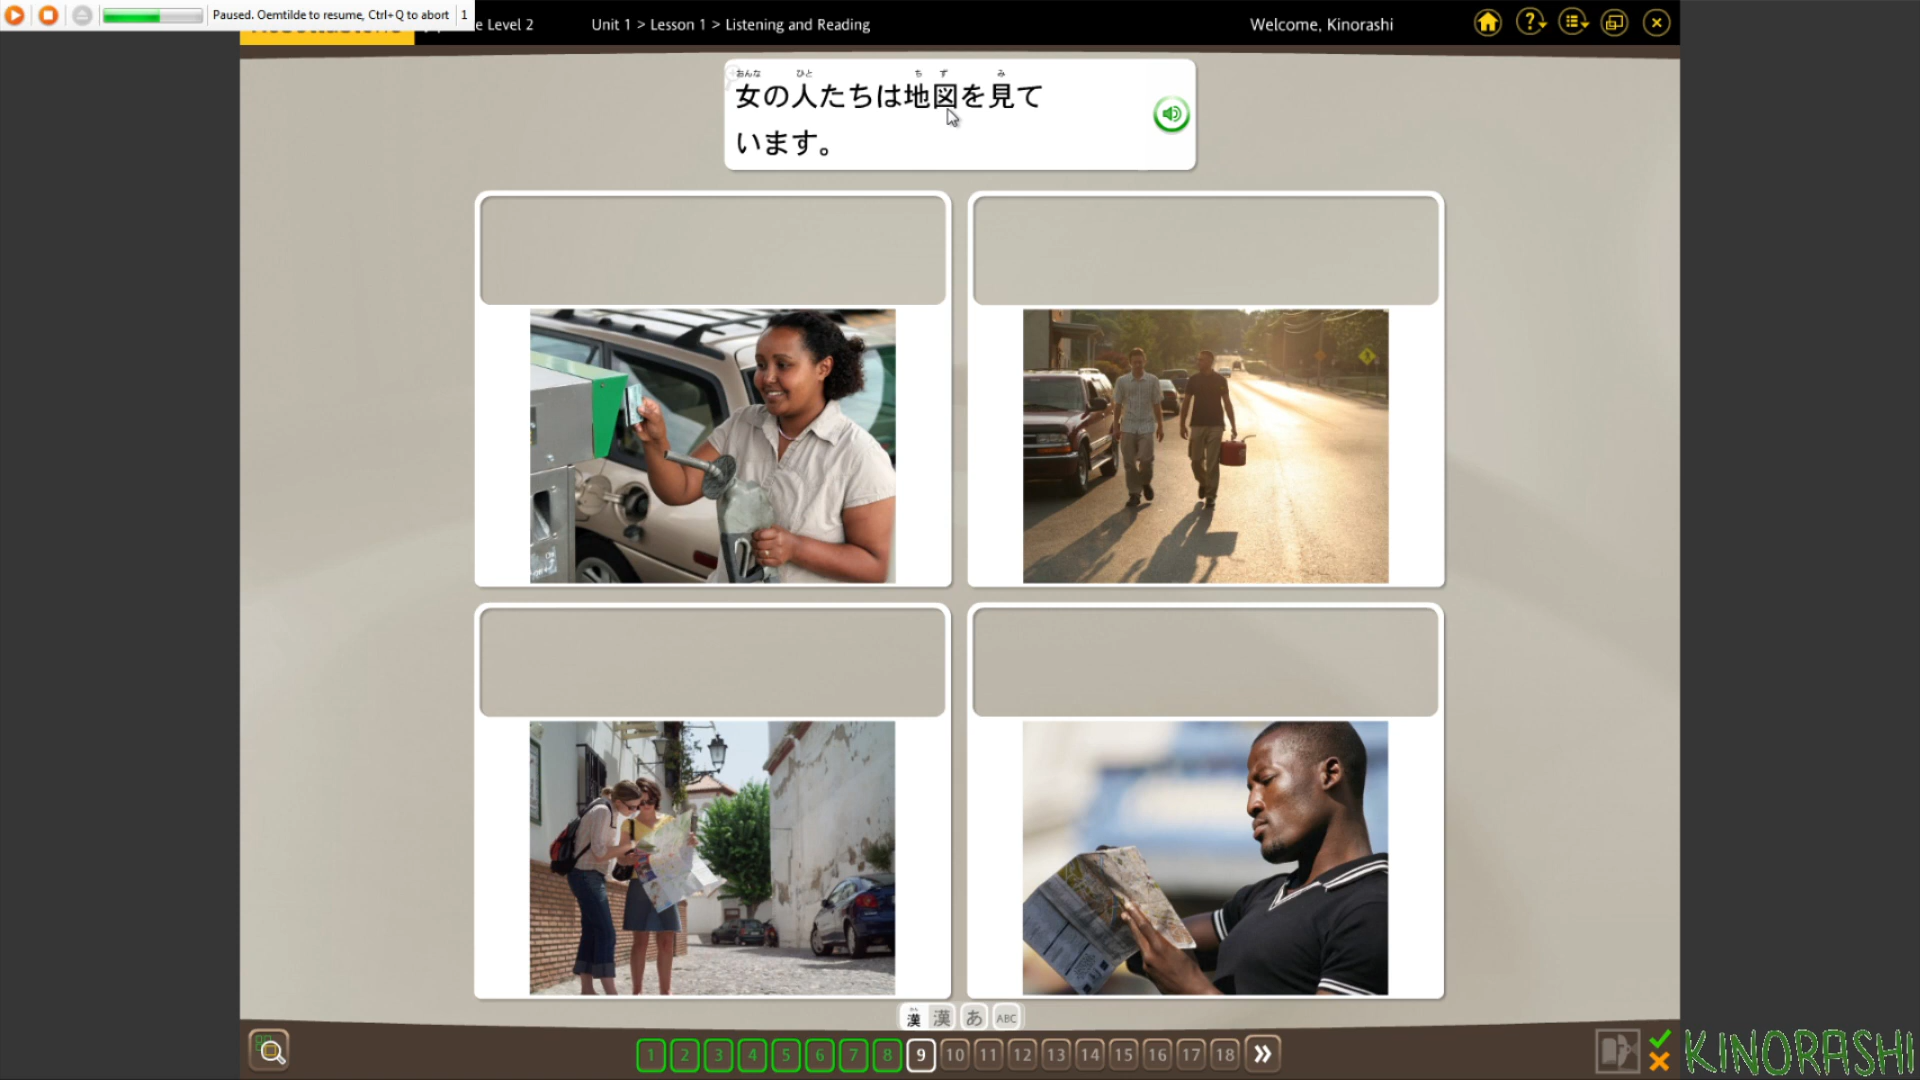 Paused. Oemtilde to resume, Ctrl+Q to abort 1
e Level 2
Unit 1 > Lesson 1 > Listening and Reading
Welcome, Kinorashi
おんな ひと ち ず み
女の人たちは地図を見て
います。
かん
漢 漢 あ ABC
1 2 3 4 5 6 7 8 9 10 11 12 13 14 15 16 17 18
KINORASHI